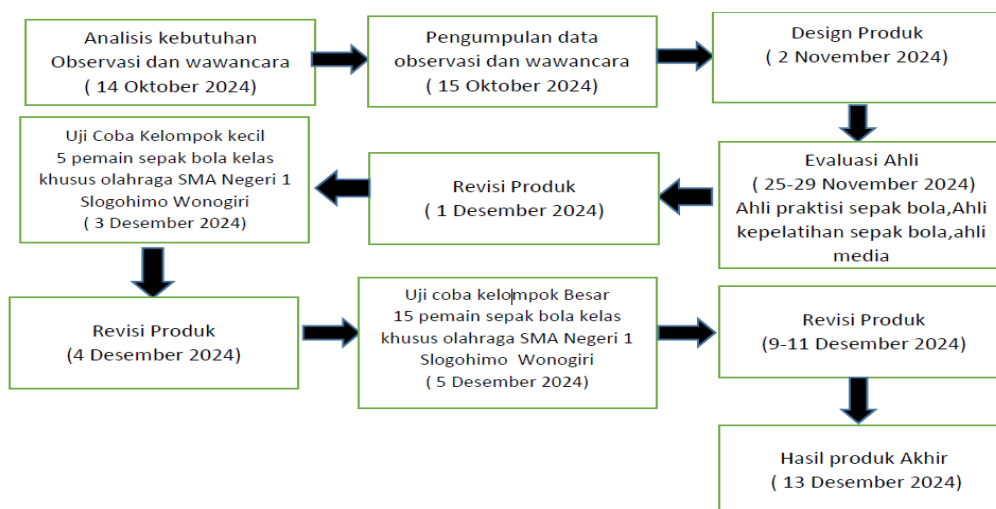 Analisis kebutuhan
Observasi dan wawancara
( 14 Oktober 2024)
Pengumpulan data
observasi dan wawancara
( 15 Oktober 2024)
Design Produk
( 2 November 2024)
Evaluasi Ahli
( 25-29 November 2024)
Ahli praktisi sepak bola,Ahli
kepelatihan sepak bola,ahli
media
Revisi Produk
( 1 Desember 2024)
Uji Coba Kelompok kecil
5 pemain sepak bola kelas
khusus olahraga SMA Negeri 1
Slogohimo Wonogiri
( 3 Desember 2024)
Revisi Produk
(4 Desember 2024)
Uji coba kelompok Besar
15 pemain sepak bola kelas
khusus olahraga SMA Negeri 1
Slogohimo Wonogiri
( 5 Desember 2024)
Revisi Produk
(9-11 Desember 2024)
Hasil produk Akhir
( 13 Desember 2024)